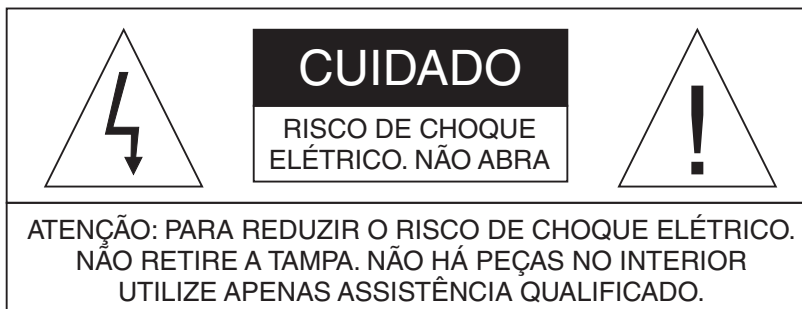 CUIDADO
RISCO DE CHOQUE
ELÉTRICO. NÃO ABRA
!
ATENÇÃO: PARA REDUZIR O RISCO DE CHOQUE ELÉTRICO.
NÃO RETIRE A TAMPA. NÃO HÁ PEÇAS NO INTERIOR
UTILIZE APENAS ASSISTÊNCIA QUALIFICADO.